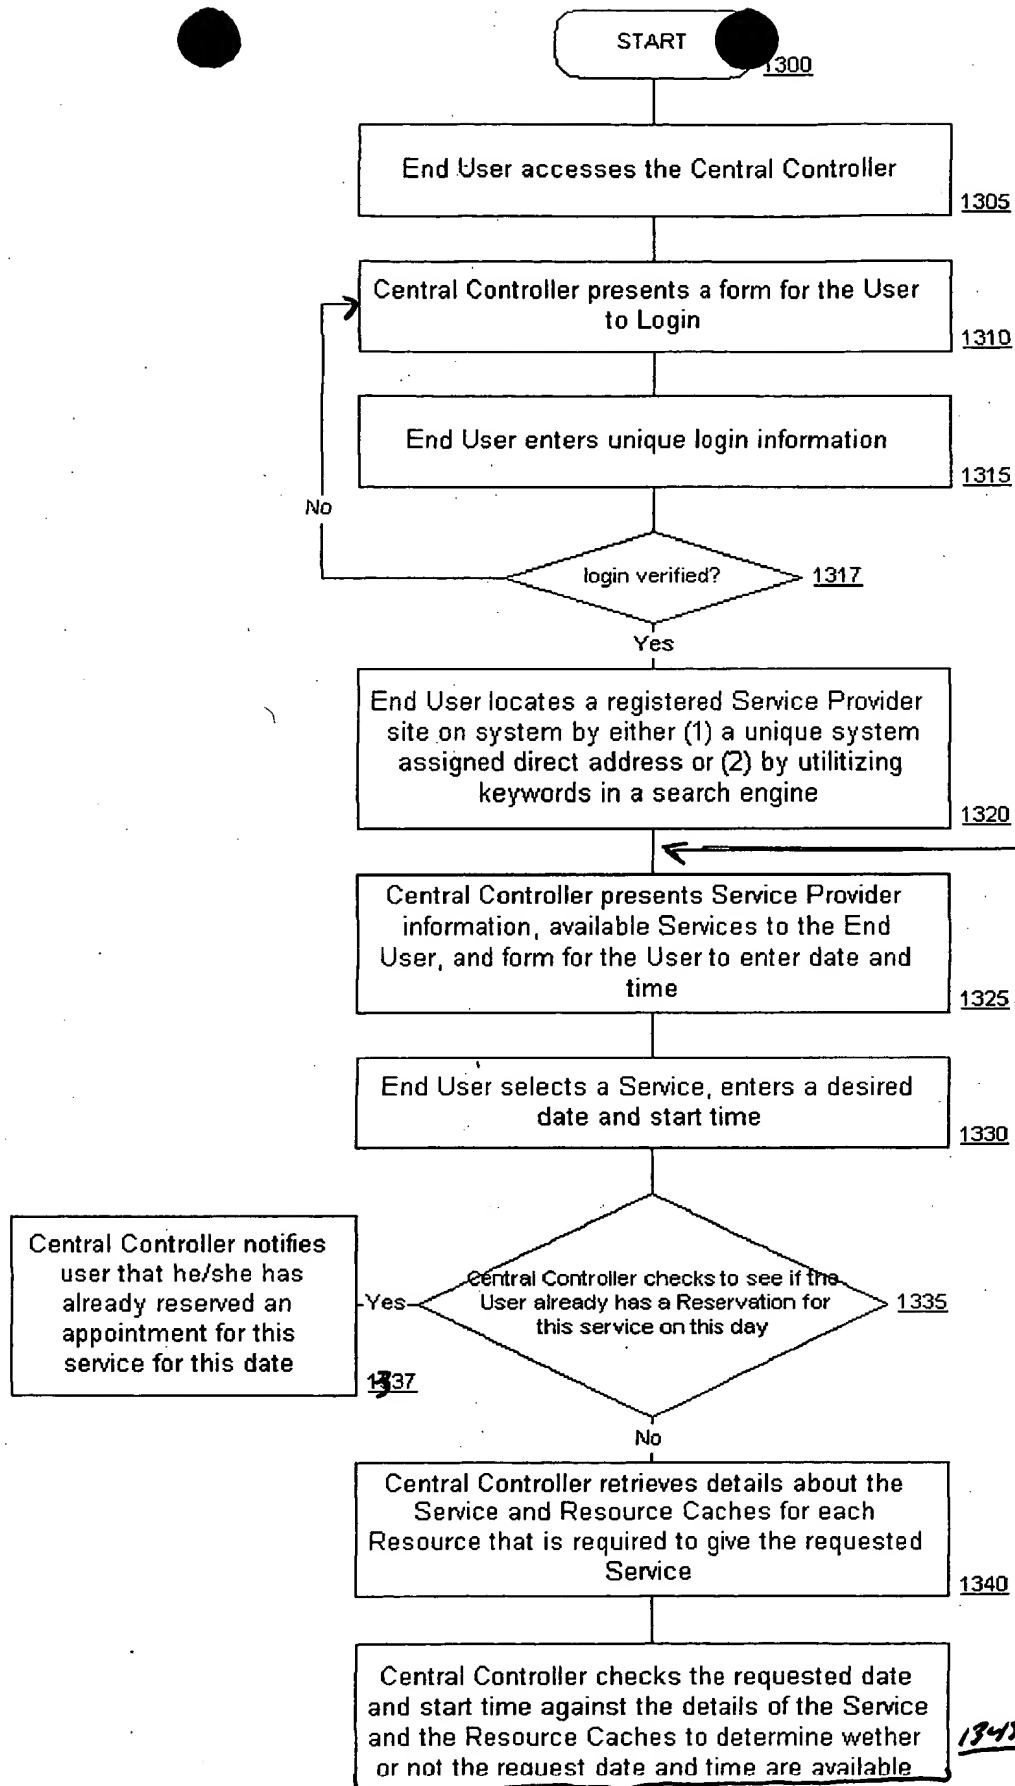 START
1300
End User accesses the Central Controller
1305
Central Controller presents a form for the User
to Login
1310
End User enters unique login information
1315
No
login verified?
1317
Yes
End User locates a registered Service Provider
site on system by either (1) a unique system
assigned direct address or (2) by utilitizing
keywords in a search engine
1320
Central Controller presents Service Provider
information, available Services to the End
User, and form for the User to enter date and
time
1325
End User selects a Service, enters a desired
date and start time
1330
Central Controller notifies
user that he/she has
already reserved an
appointment for this
service for this date
1337
Yes
Central Controller checks to see if the
User already has a Reservation for
this service on this day
1335
No
Central Controller retrieves details about the
Service and Resource Caches for each
Resource that is required to give the requested
Service
1340
Central Controller checks the requested date
and start time against the details of the Service
and the Resource Caches to determine wether
or not the request date and time are available